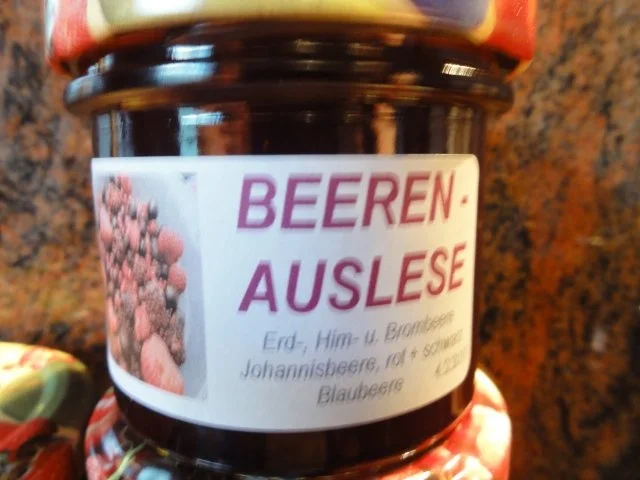 BEEREN -
AUSLESE
Erd-, Him- u. Brombeere
Johannisbeere, rot + schwarz
Blaubeere